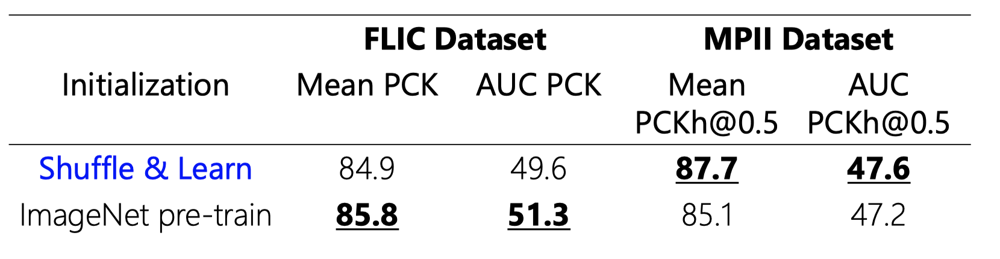 FLIC Dataset MPII Dataset
Initialization Mean PCK AUC PCK Mean AUC
PCKh@0.5 PCKh@0.5
Shuffle & Learn 84.9 49.6 87.7 47.6
ImageNet pre-train 85.8 51.3 85.1 47.2